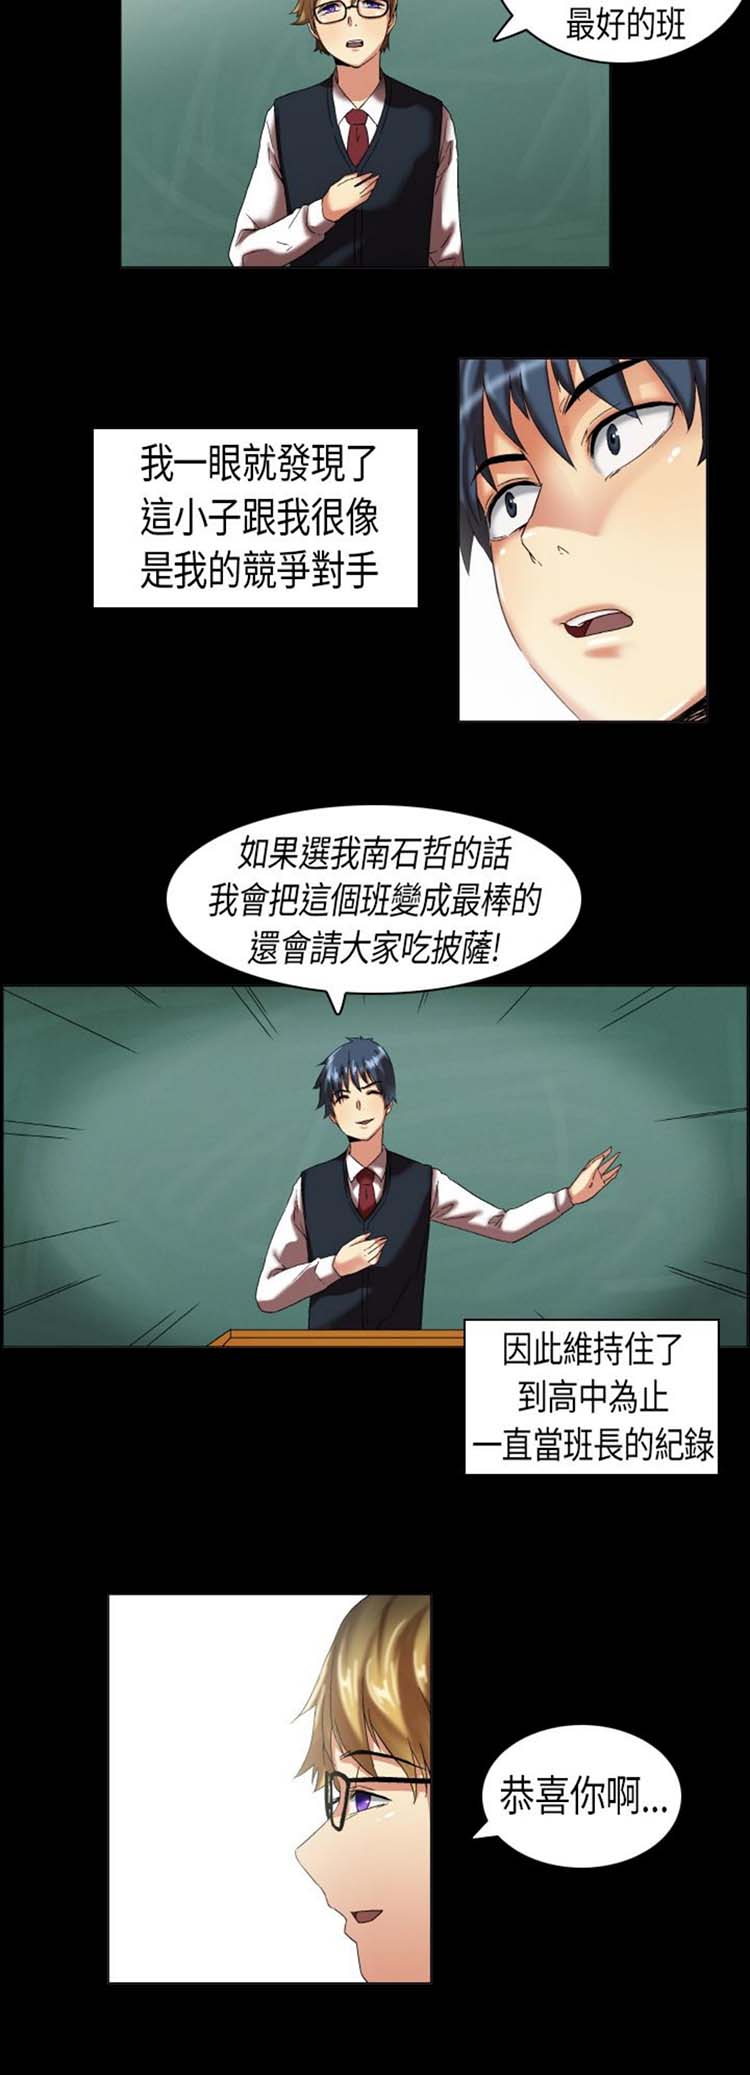 最好的班
我一眼就發現了
這小子跟我很像
是我的競爭對手
如果選我南石哲的話
我會把這個班變成最棒的
還會請大家吃披薩!
因此維持住了
到高中為止
一直當班長的紀錄
恭喜你啊...